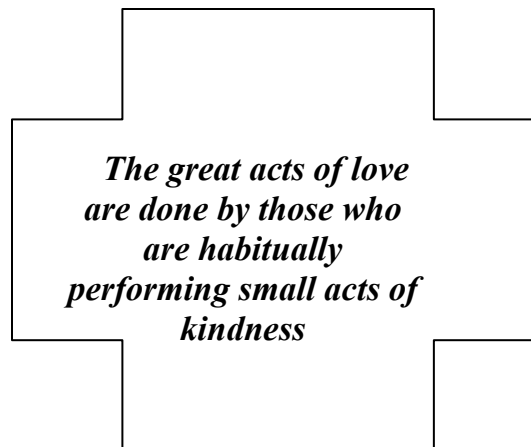 The great acts of love
are done by those who
are habitually
performing small acts of
kindness